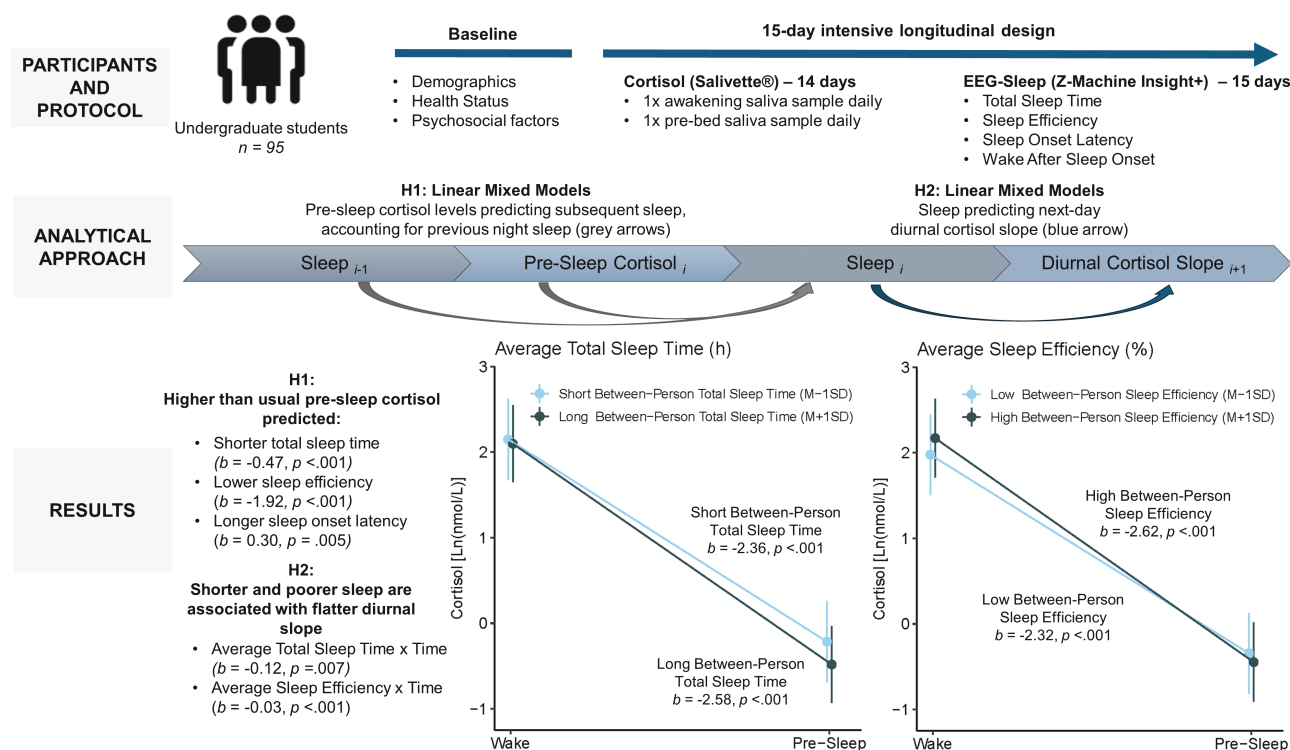 PARTICIPANTS
AND
PROTOCOL
Undergraduate students
n = 95
Baseline
• Demographics
• Health Status
• Psychosocial factors
15-day intensive longitudinal design
Cortisol (Salivette®) – 14 days
• 1x awakening saliva sample daily
• 1x pre-bed saliva sample daily
EEG-Sleep (Z-Machine Insight+) – 15 days
• Total Sleep Time
• Sleep Efficiency
• Sleep Onset Latency
• Wake After Sleep Onset
ANALYTICAL
APPROACH
H1: Linear Mixed Models
Pre-sleep cortisol levels predicting subsequent sleep,
accounting for previous night sleep (grey arrows)
H2: Linear Mixed Models
Sleep predicting next-day
diurnal cortisol slope (blue arrow)
Sleep i-1
Pre-Sleep Cortisol i
Sleep i
Diurnal Cortisol Slope i+1
RESULTS
H1:
Higher than usual pre-sleep cortisol
predicted:
• Shorter total sleep time
(b = -0.47, p <.001)
• Lower sleep efficiency
(b = -1.92, p <.001)
• Longer sleep onset latency
(b = 0.30, p = .005)
H2:
Shorter and poorer sleep are
associated with flatter diurnal
slope
• Average Total Sleep Time x Time
(b = -0.12, p =.007)
• Average Sleep Efficiency x Time
(b = -0.03, p <.001)
Average Total Sleep Time (h)
Cortisol [Ln(nmol/L)]
3
2
1
0
−1
Short Between−Person Total Sleep Time (M−1SD)
Long Between−Person Total Sleep Time (M+1SD)
Short Between-Person
Total Sleep Time
b = -2.36, p <.001
Long Between-Person
Total Sleep Time
b = -2.58, p <.001
Wake
Pre−Sleep
Average Sleep Efficiency (%)
Cortisol [Ln(nmol/L)]
3
2
1
0
−1
Low Between−Person Sleep Efficiency (M−1SD)
High Between−Person Sleep Efficiency (M+1SD)
High Between-Person
Sleep Efficiency
b = -2.62, p <.001
Low Between-Person
Sleep Efficiency
b = -2.32, p <.001
Wake
Pre−Sleep